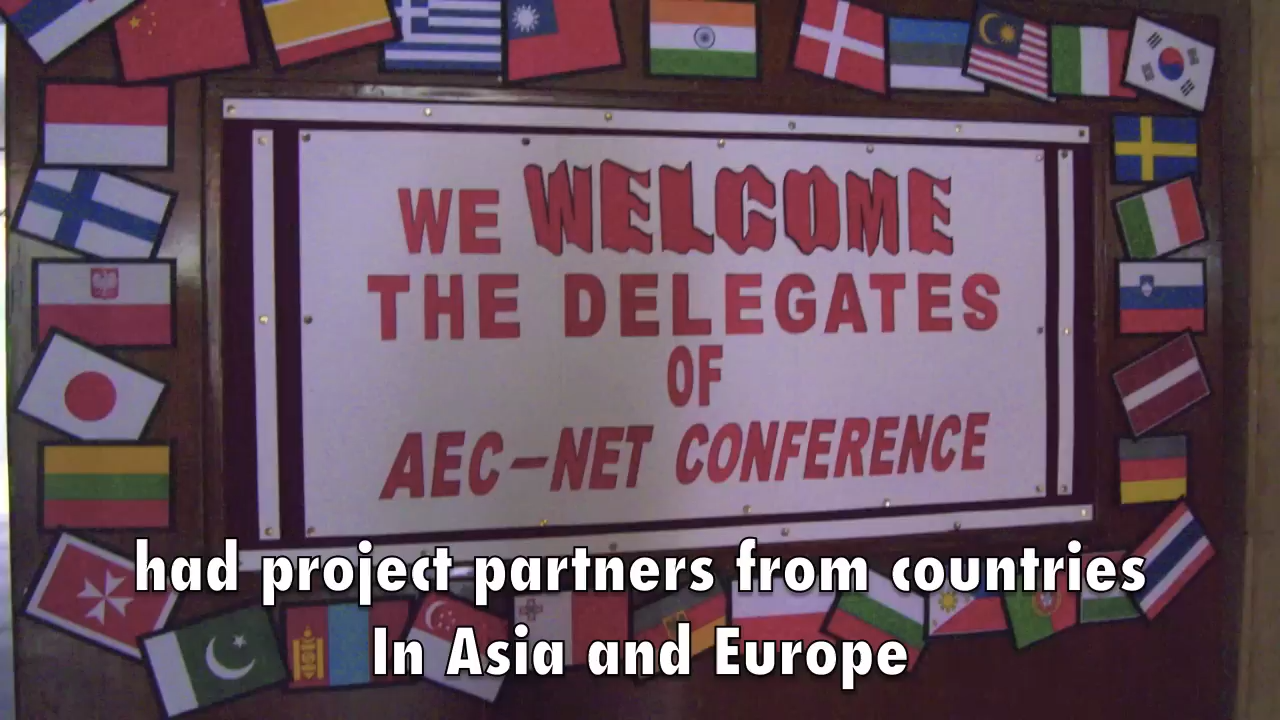 WE WELCOME
THE DELEGATES
OF
AEC-NET CONFERENCE
had project partners from countries
In Asia and Europe